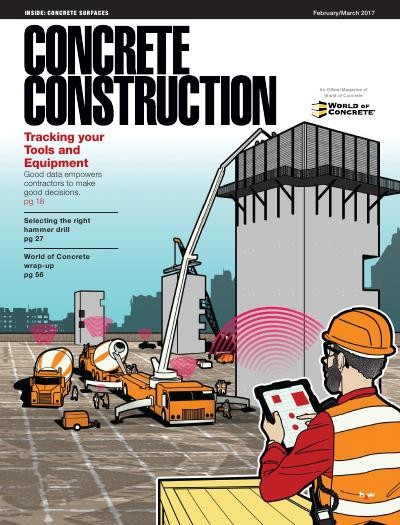 INSIDE: CONCRETE SURFACES
February/March 2017
CONCRETE
CONSTRUCTION
An Official Magazine of
World of Concrete
WORLD OF
CONCRETE
Tracking your
Tools and
Equipment
Good data empowers
contractors to make
good decisions.
pg 18
Selecting the right
hammer drill
pg 27
World of Concrete
wrap-up
pg 56
h w